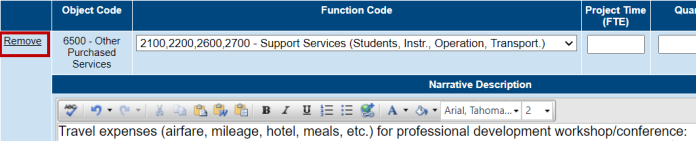 Object Code
Function Code
Project Time (FTE)
Quan
Remove
6500 - Other Purchased Services
2100,2200,2600,2700 - Support Services (Students, Instr., Operation, Transport.)
Narrative Description
ABC
B I U
A
Arial, Tahoma...
2
Travel expenses (airfare, mileage, hotel, meals, etc.) for professional development workshop/conference: